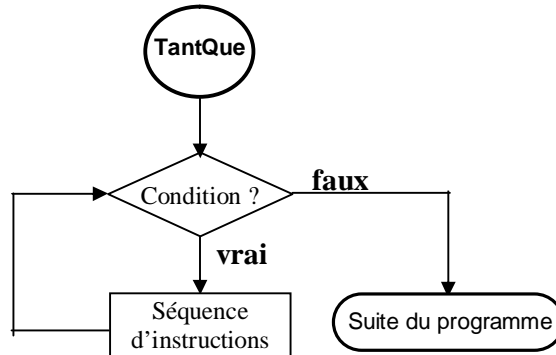 TantQue
Condition ?
faux
vrai
Séquence
d'instructions
Suite du programme